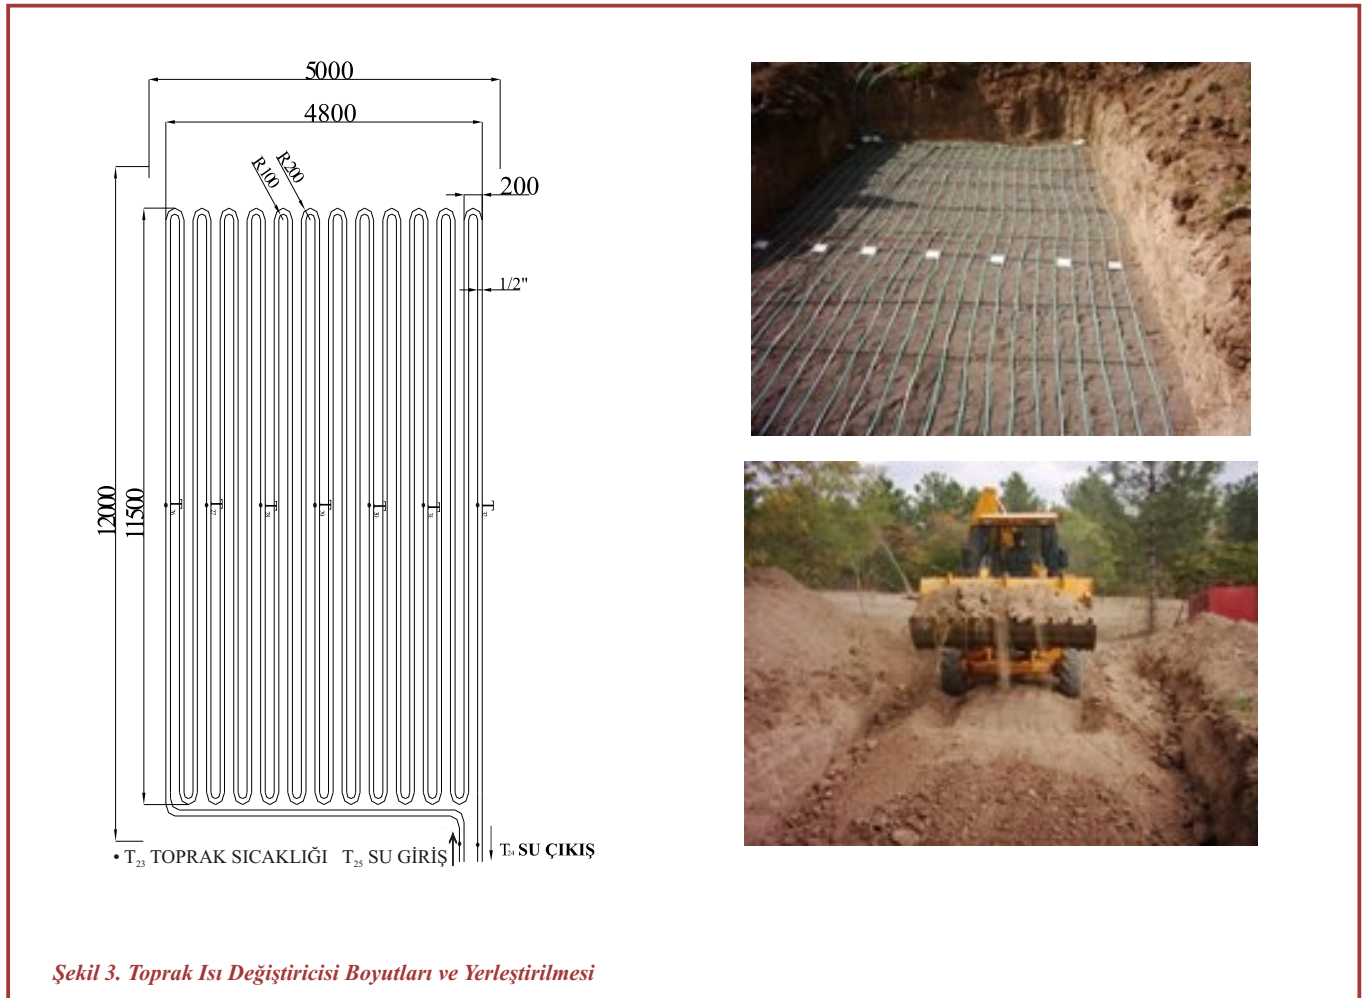 5000
4800
R100
R200
200
1/2"
12000
11500
• T23 TOPRAK SICAKLIĞI T25 SU GİRİŞ
T24 SU ÇIKIŞ
Şekil 3. Toprak Isı Değiştiricisi Boyutları ve Yerleştirilmesi